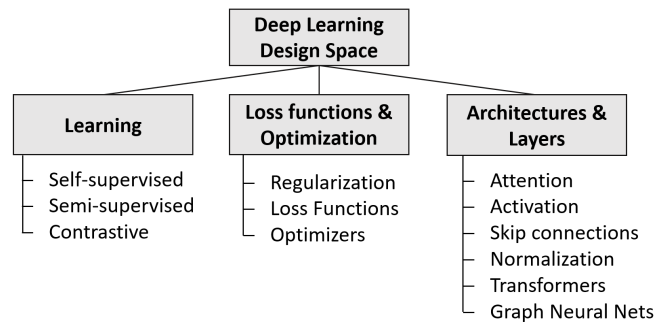 Deep Learning
Design Space
Learning
Self-supervised
Semi-supervised
Contrastive
Loss functions &
Optimization
Regularization
Loss Functions
Optimizers
Architectures &
Layers
Attention
Activation
Skip connections
Normalization
Transformers
Graph Neural Nets